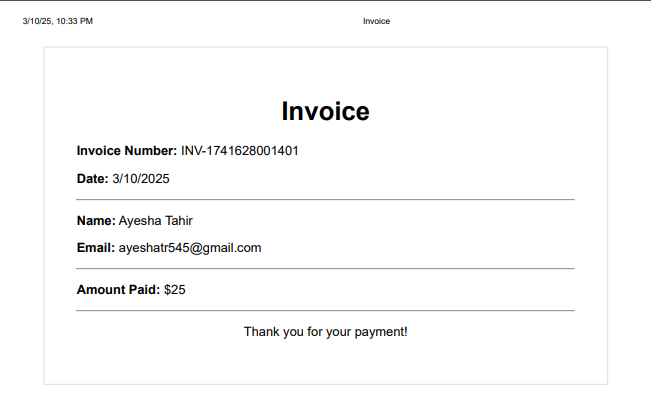 3/10/25, 10:33 PM Invoice
Invoice
Invoice Number: INV-1741628001401
Date: 3/10/2025
Name: Ayesha Tahir
Email: ayeshatr545@gmail.com
Amount Paid: $25
Thank you for your payment!